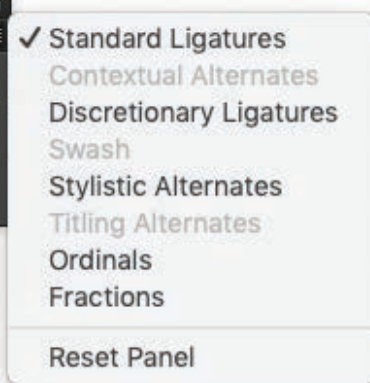 ✓ Standard Ligatures
Contextual Alternates
Discretionary Ligatures
Swash
Stylistic Alternates
Titling Alternates
Ordinals
Fractions
Reset Panel